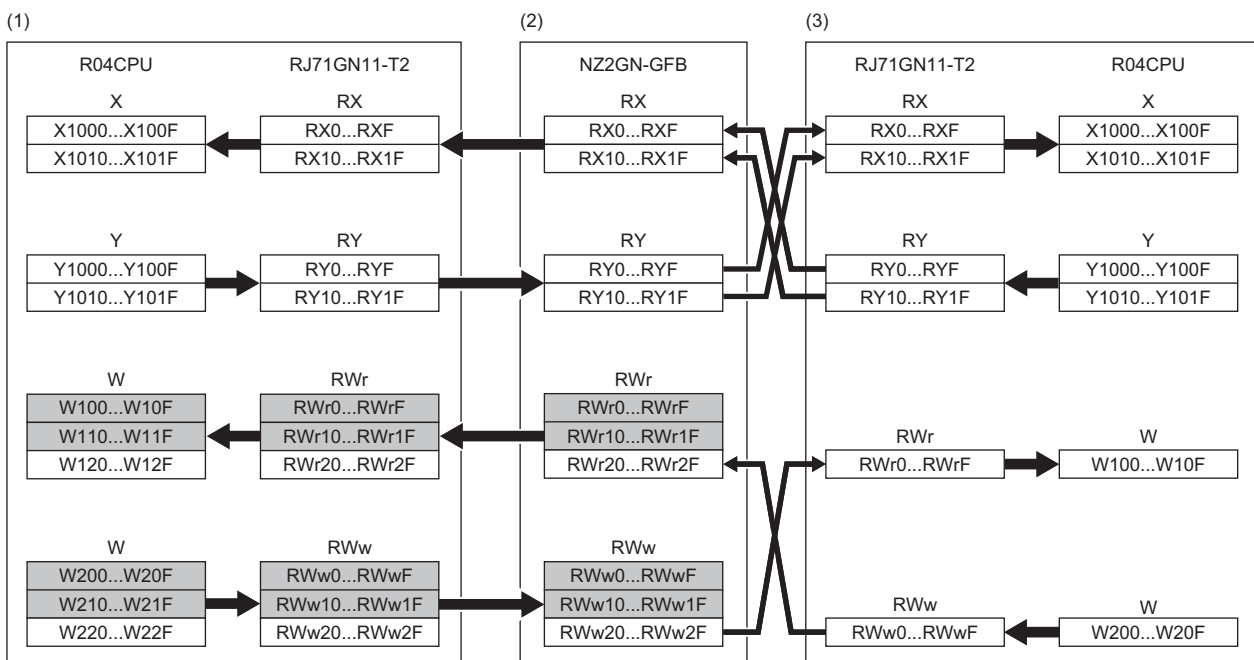 (1) (2) (3)
R04CPU RJ71GN11-T2 NZ2GN-GFB RJ71GN11-T2 R04CPU
X RX RX RX X
X1000...X100F RX0...RXF RX0...RXF RX0...RXF X1000...X100F
X1010...X101F RX10...RX1F RX10...RX1F RX10...RX1F X1010...X101F
Y RY RY RY Y
Y1000...Y100F RY0...RYF RY0...RYF RY0...RYF Y1000...Y100F
Y1010...Y101F RY10...RY1F RY10...RY1F RY10...RY1F Y1010...Y101F
W RWr RWr
W100...W10F RWr0...RWrF RWr0...RWrF
W110...W11F RWr10...RWr1F RWr10...RWr1F RWr W
W120...W12F RWr20...RWr2F RWr20...RWr2F RWr0...RWrF W100...W10F
W RWw RWw
W200...W20F RWw0...RWwF RWw0...RWwF
W210...W21F RWw10...RWw1F RWw10...RWw1F RWw W
W220...W22F RWw20...RWw2F RWw20...RWw2F RWw0...RWwF W200...W20F